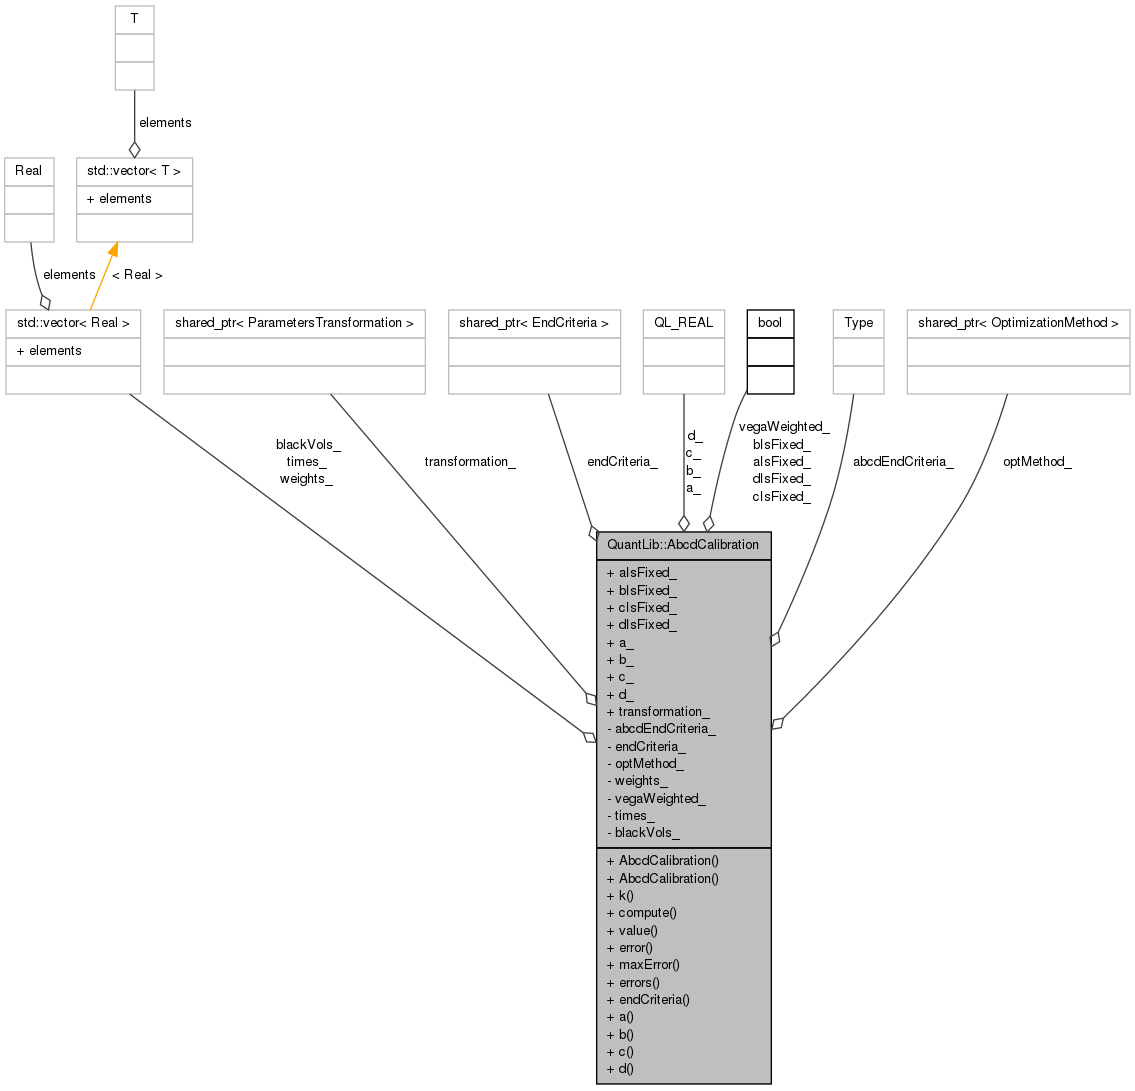 T
elements
Real
std::vector< T >
+ elements
elements
< Real >
std::vector< Real >
+ elements
shared_ptr< ParametersTransformation >
shared_ptr< EndCriteria >
QL_REAL
bool
Type
shared_ptr< OptimizationMethod >
blackVols_
times_
weights_
transformation_
endCriteria_
d_
c_
b_
a_
vegaWeighted_
bIsFixed_
aIsFixed_
dIsFixed_
cIsFixed_
abcdEndCriteria_
optMethod_
QuantLib::AbcdCalibration
+ aIsFixed_
+ bIsFixed_
+ cIsFixed_
+ dIsFixed_
+ a_
+ b_
+ c_
+ d_
+ transformation_
- abcdEndCriteria_
- endCriteria_
- optMethod_
- weights_
- vegaWeighted_
- times_
- blackVols_
+ AbcdCalibration()
+ AbcdCalibration()
+ k()
+ compute()
+ value()
+ error()
+ maxError()
+ errors()
+ endCriteria()
+ a()
+ b()
+ c()
+ d()